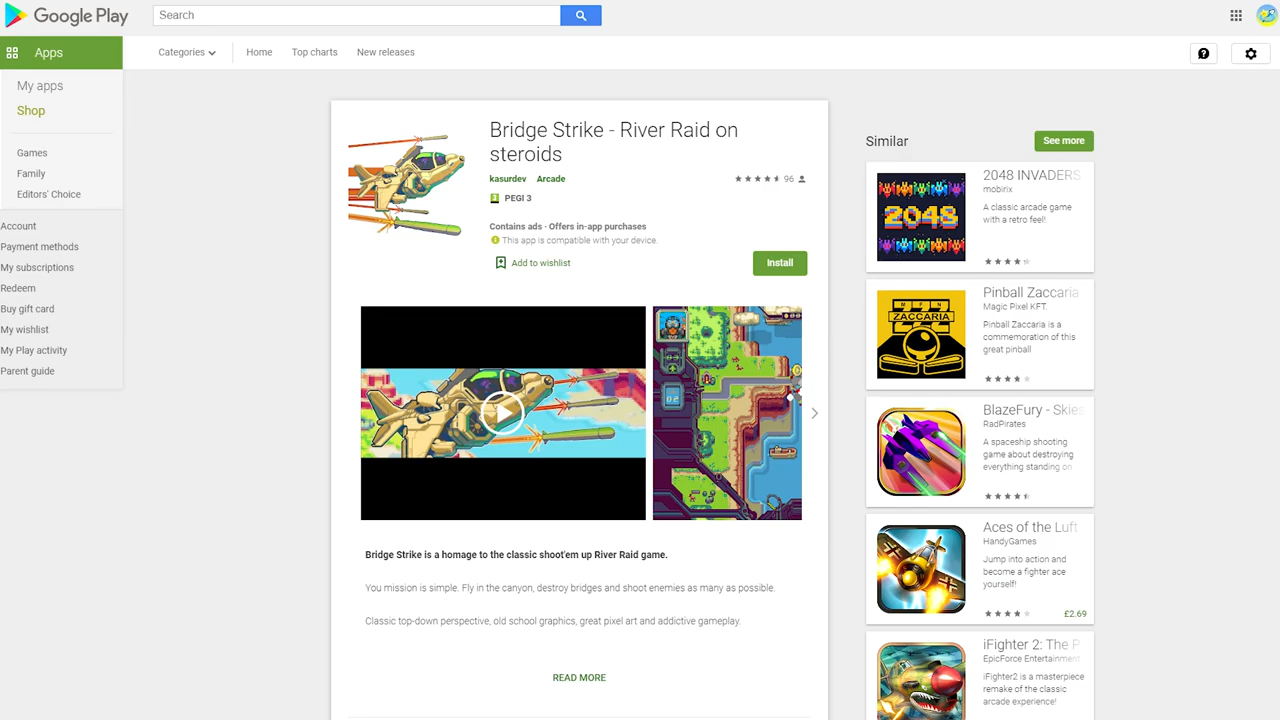 Google Play
Search
Apps
Categories
Home
Top charts
New releases
My apps
Shop
Games
Family
Editors' Choice
Account
Payment methods
My subscriptions
Redeem
Buy gift card
My wishlist
My Play activity
Parent guide
Bridge Strike - River Raid on
steroids
kasurdev Arcade
96
PEGI 3
Contains ads · Offers in-app purchases
This app is compatible with your device.
Add to wishlist
Install
Bridge Strike is a homage to the classic shoot'em up River Raid game.
You mission is simple. Fly in the canyon, destroy bridges and shoot enemies as many as possible.
Classic top-down perspective, old school graphics, great pixel art and addictive gameplay.
READ MORE
Similar
See more
2048
2048 INVADERS
mobirix
A classic arcade game
with a retro feel!
M F N
ZACCARIA
Pinball Zaccaria
Magic Pixel KFT.
Pinball Zaccaria is a
commemoration of this
great pinball
BlazeFury - Skies
RadPirates
A spaceship shooting
game about destroying
everything standing on
Aces of the Luft
HandyGames
Jump into action and
become a fighter ace
yourself!
£2.69
iFighter 2: The P
EpicForce Entertainment
iFighter2 is a masterpiece
remake of the classic
arcade experience!